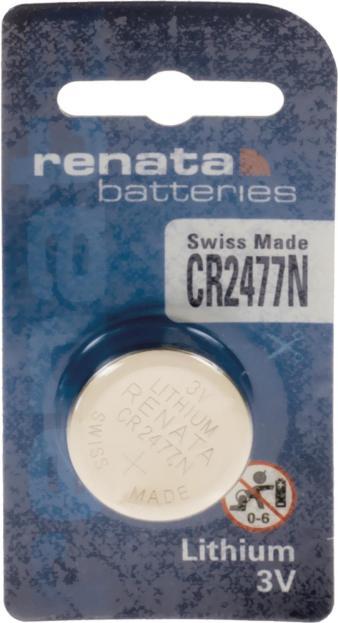 renata
batteries
Swiss Made
CR2477N
3V
LITHIUM
RENATA
CR2477N
SWISS
MADE
0-6
Lithium
3V